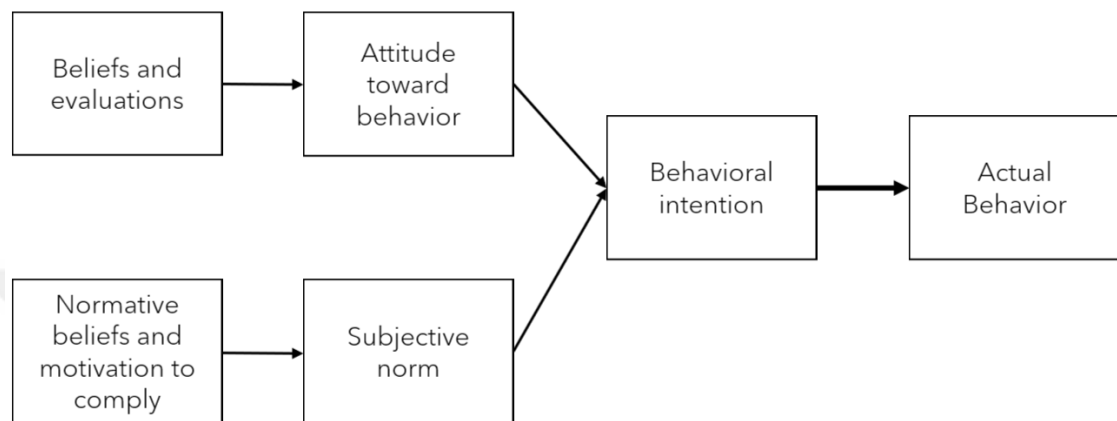 Beliefs and
evaluations
Attitude
toward
behavior
Behavioral
intention
Actual
Behavior
Normative
beliefs and
motivation to
comply
Subjective
norm